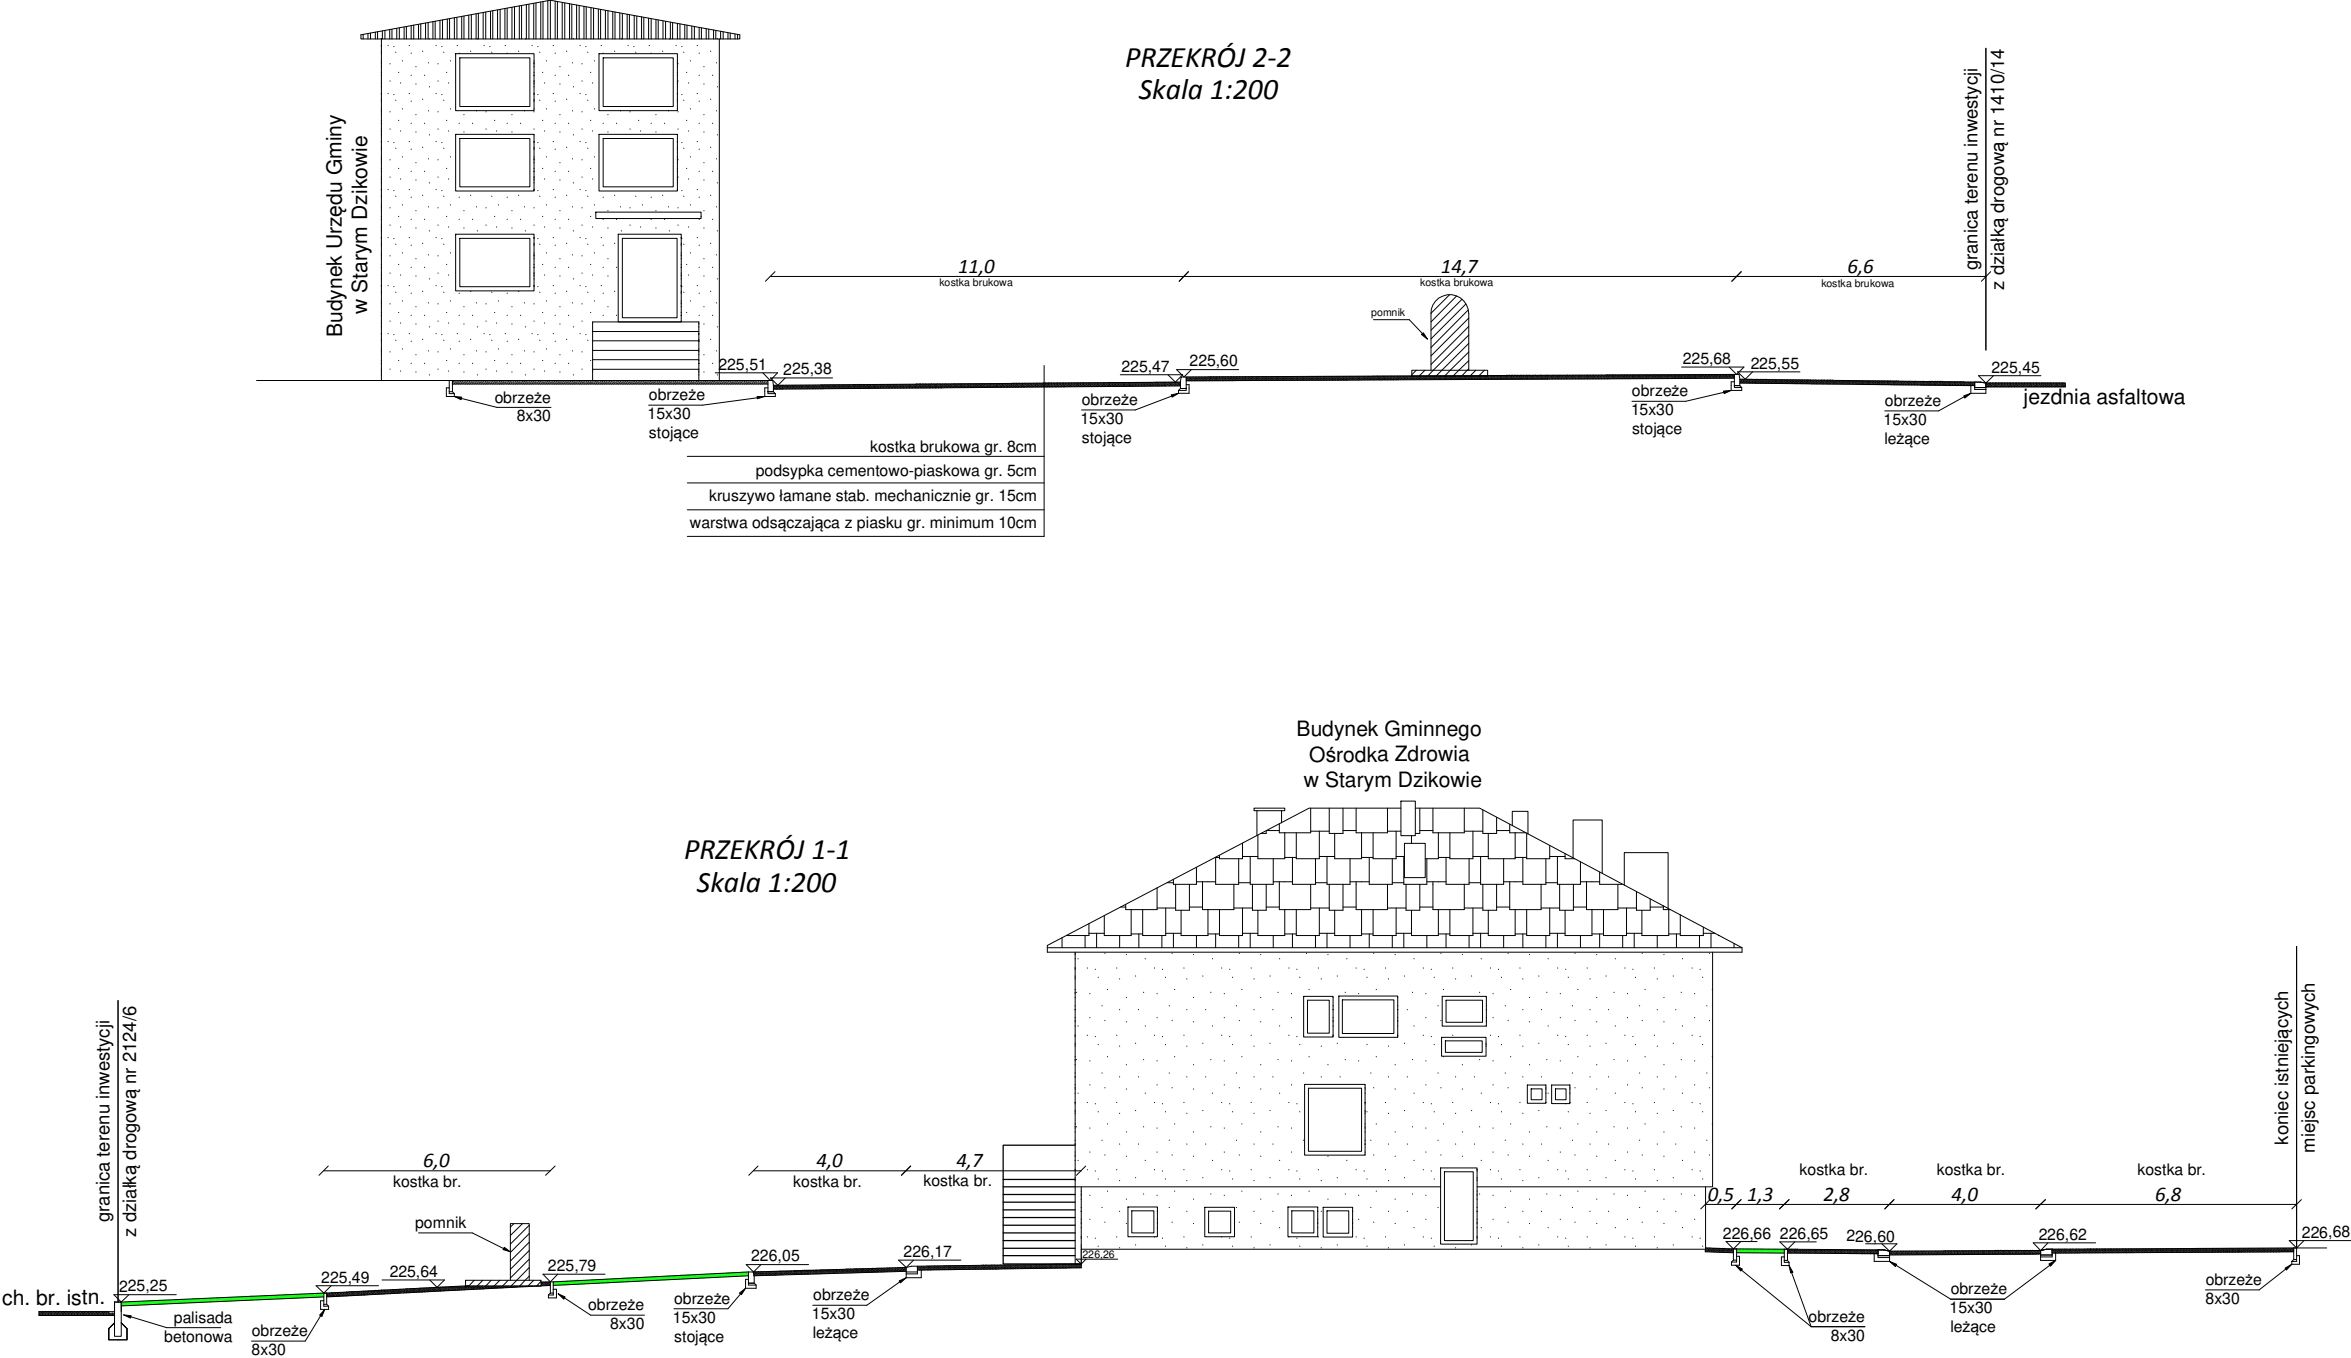 PRZEKRÓJ 2-2
Skala 1:200
Budynek Urzędu Gminy
w Starym Dzikowie
granica terenu inwestycji
z działką drogową nr 1410/14
11,0
kostka brukowa
14,7
kostka brukowa
6,6
kostka brukowa
pomnik
225,51
225,38
225,47
225,60
225,68
225,55
225,45
jezdnia asfaltowa
obrzeże
8x30
obrzeże
15x30
stojące
obrzeże
15x30
stojące
obrzeże
15x30
stojące
obrzeże
15x30
leżące
kostka brukowa gr. 8cm
podsypka cementowo-piaskowa gr. 5cm
kruszywo łamane stab. mechanicznie gr. 15cm
warstwa odsączająca z piasku gr. minimum 10cm
Budynek Gminnego
Ośrodka Zdrowia
w Starym Dzikowie
PRZEKRÓJ 1-1
Skala 1:200
granica terenu inwestycji
z działką drogową nr 2124/6
koniec istniejących
miejsc parkingowych
6,0
kostka br.
4,0
kostka br.
4,7
kostka br.
kostka br.
kostka br.
kostka br.
0,5
1,3
2,8
4,0
6,8
pomnik
225,25
225,49
225,64
225,79
226,05
226,17
226,26
226,66
226,65
226,60
226,62
226,68
ch. br. istn.
palisada
betonowa
obrzeże
8x30
obrzeże
8x30
obrzeże
15x30
stojące
obrzeże
15x30
leżące
obrzeże
8x30
obrzeże
15x30
leżące
obrzeże
8x30